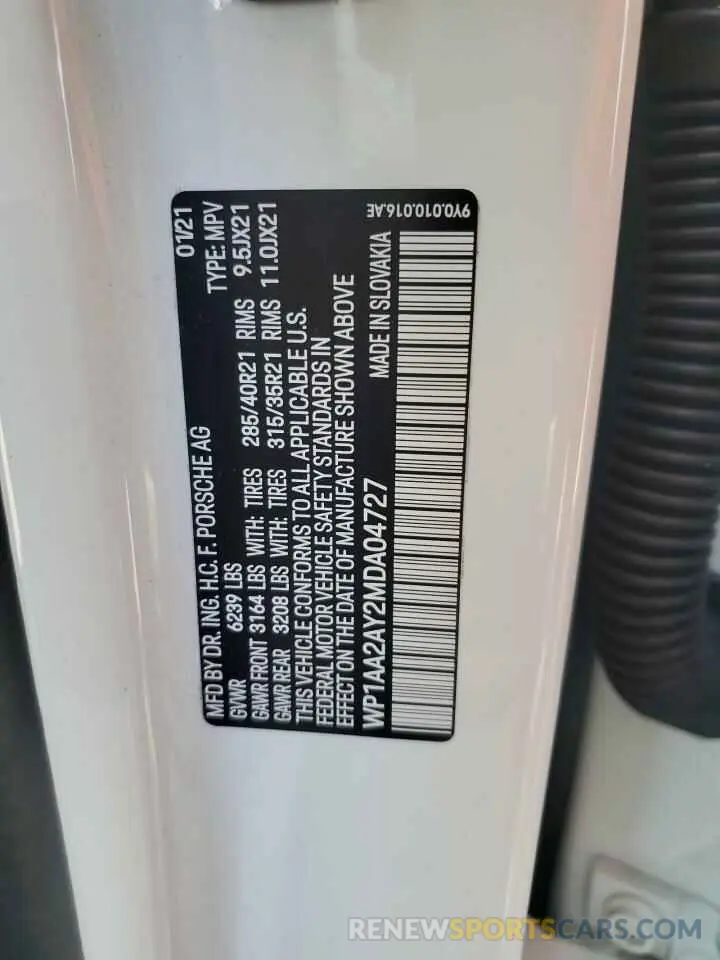 MFD BY DR. ING. H.C. F. PORSCHE AG 01/21
GVWR 6239 LBS TYPE: MPV
GAWR FRONT 3164 LBS WITH: TIRES 285/40R21 RIMS 9.5JX21
GAWR REAR 3208 LBS WITH: TIRES 315/35R21 RIMS 11.0JX21
THIS VEHICLE CONFORMS TO ALL APPLICABLE U.S.
FEDERAL MOTOR VEHICLE SAFETY STANDARDS IN
EFFECT ON THE DATE OF MANUFACTURE SHOWN ABOVE
WP1AA2AY2MDA04727 MADE IN SLOVAKIA
9Y0.010.016.AE
RENEWSPORTSCARS.COM